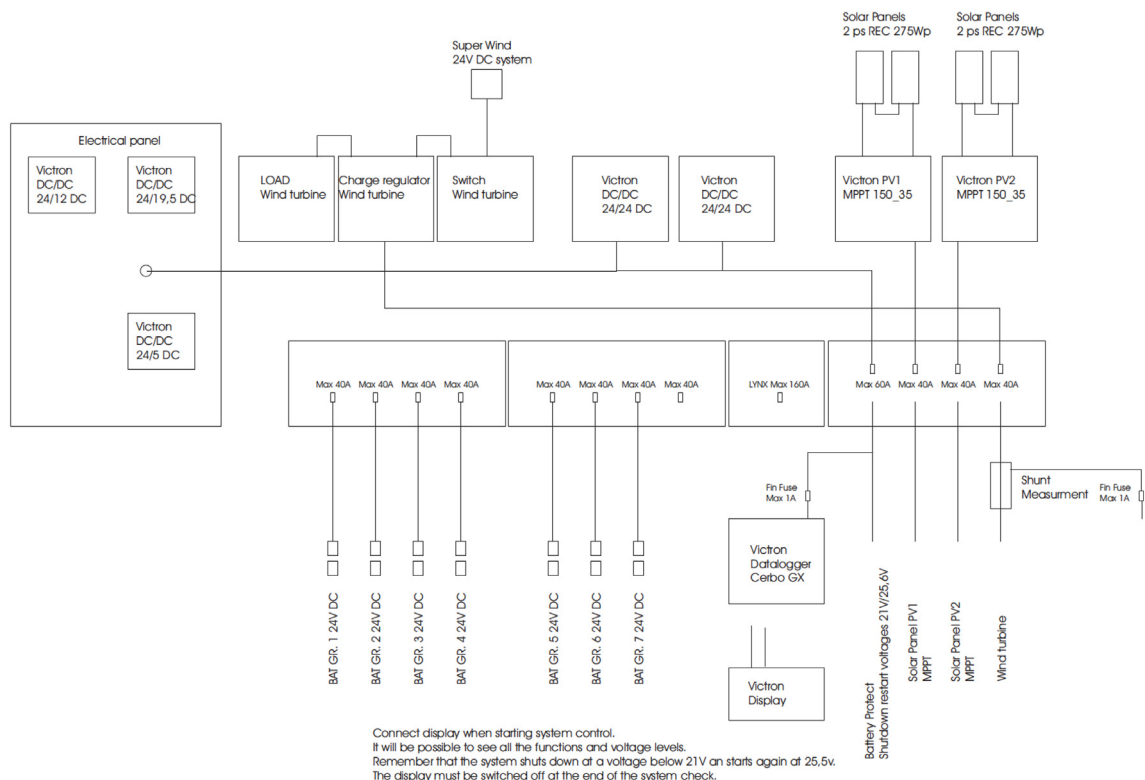 Solar Panels
2 ps REC 275Wp
Solar Panels
2 ps REC 275Wp
Super Wind
24V DC system
Electrical panel
Victron
DC/DC
24/12 DC
Victron
DC/DC
24/19,5 DC
LOAD
Wind turbine
Charge regulator
Wind turbine
Switch
Wind turbine
Victron
DC/DC
24/24 DC
Victron
DC/DC
24/24 DC
Victron PV1
MPPT 150_35
Victron PV2
MPPT 150_35
Victron
DC/DC
24/5 DC
Max 40A
Max 40A
Max 40A
Max 40A
Max 40A
Max 40A
Max 40A
Max 40A
LYNX Max 160A
Max 60A
Max 40A
Max 40A
Max 40A
Fin Fuse
Max 1A
Shunt
Measurment
Fin Fuse
Max 1A
Victron
Datalogger
Cerbo GX
BAT GR. 1 24V DC
BAT GR. 2 24V DC
BAT GR. 3 24V DC
BAT GR. 4 24V DC
BAT GR. 5 24V DC
BAT GR. 6 24V DC
BAT GR. 7 24V DC
Battery Protect
Shutdown restart voltages 21V/25,6V
Solar Panel PV1
MPPT
Solar Panel PV2
MPPT
Wind turbine
Victron
Display
Connect display when starting system control.
It will be possible to see all the functions and voltage levels.
Remember that the system shuts down at a voltage below 21V an starts again at 25,5v.
The display must be switched off at the end of the system check.